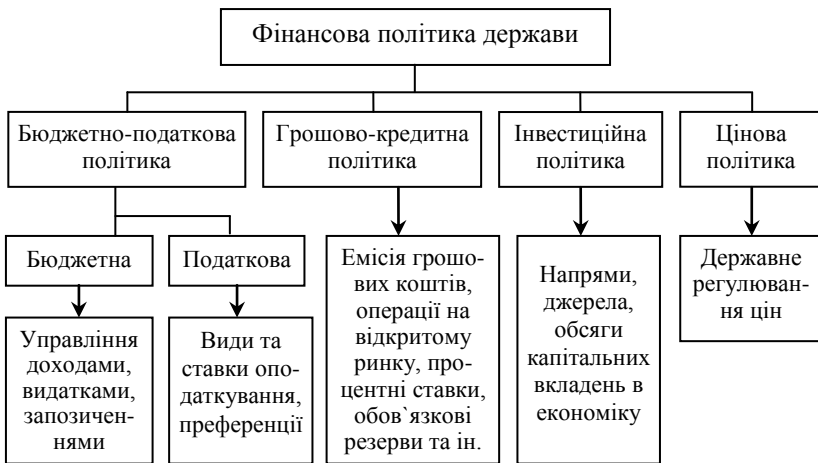 Фінансова політика держави
Бюджетно-податкова
політика
Грошово-кредитна
політика
Інвестиційна
політика
Цінова
політика
Бюджетна
Податкова
Емісія грошо-
вих коштів,
операції на
відкритому
ринку, про-
центні ставки,
обов`язкові
резерви та ін.
Напрями,
джерела,
обсяги
капітальних
вкладень в
економіку
Державне
регулюван-
ня цін
Управління
доходами,
видатками,
запозичен-
нями
Види та
ставки опо-
даткування,
преференції